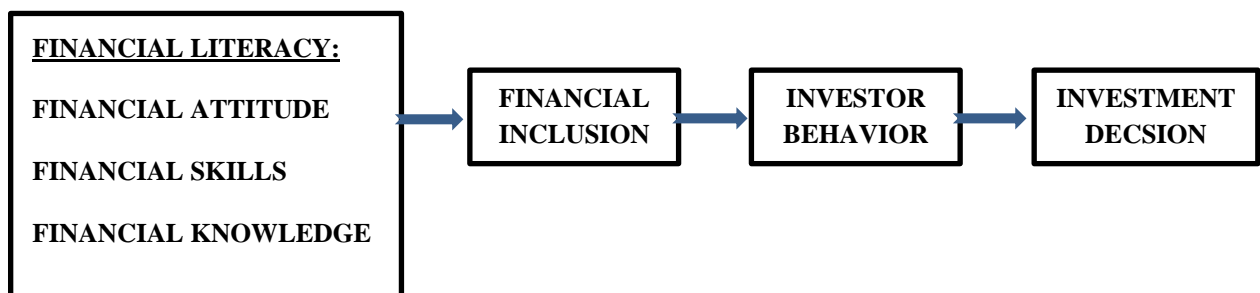 FINANCIAL LITERACY:
FINANCIAL ATTITUDE
FINANCIAL SKILLS
FINANCIAL KNOWLEDGE
FINANCIAL
INCLUSION
INVESTOR
BEHAVIOR
INVESTMENT
DECSION